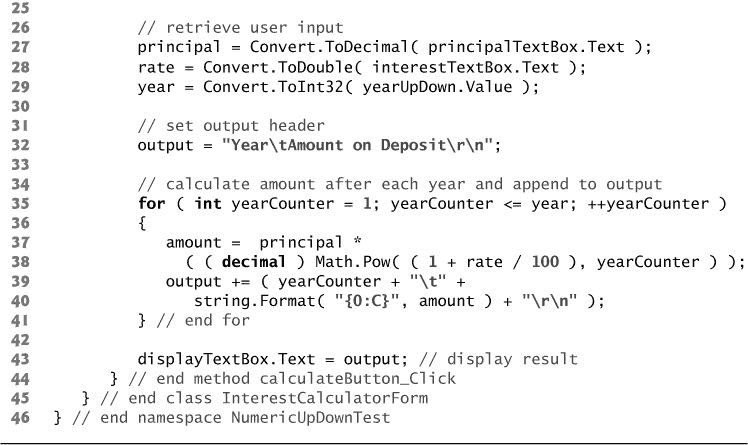 25
26 // retrieve user input
27 principal = Convert.ToDecimal( principalTextBox.Text );
28 rate = Convert.ToDouble( interestTextBox.Text );
29 year = Convert.ToInt32( yearUpDown.Value );
30
31 // set output header
32 output = "Year\tAmount on Deposit\r\n";
33
34 // calculate amount after each year and append to output
35 for ( int yearCounter = 1; yearCounter <= year; ++yearCounter )
36 {
37 amount =  principal *
38 ( ( decimal ) Math.Pow( ( 1 + rate / 100 ), yearCounter ) );
39 output += ( yearCounter + "\t" +
40 string.Format( "{0:C}", amount ) + "\r\n" );
41 } // end for
42
43 displayTextBox.Text = output; // display result
44 } // end method calculateButton_Click
45 } // end class InterestCalculatorForm
46 } // end namespace NumericUpDownTest